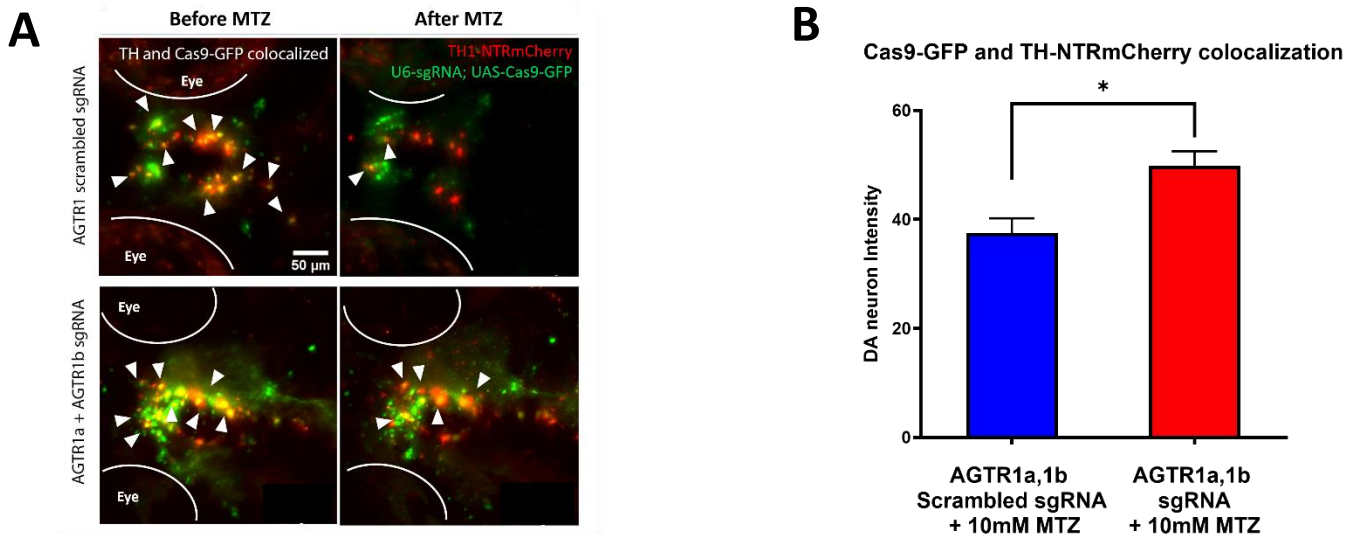 A
Before MTZ
After MTZ
AGTR1 scrambled sgRNA
TH and Cas9-GFP colocalized
Eye
Eye
50 μm
TH1-NTRmCherry
U6-sgRNA; UAS-Cas9-GFP
AGTR1a + AGTR1b sgRNA
Eye
Eye
B
Cas9-GFP and TH-NTRmCherry colocalization
*
DA neuron Intensity
60
40
20
0
AGTR1a,1b
Scrambled sgRNA
+ 10mM MTZ
AGTR1a,1b
sgRNA
+ 10mM MTZ